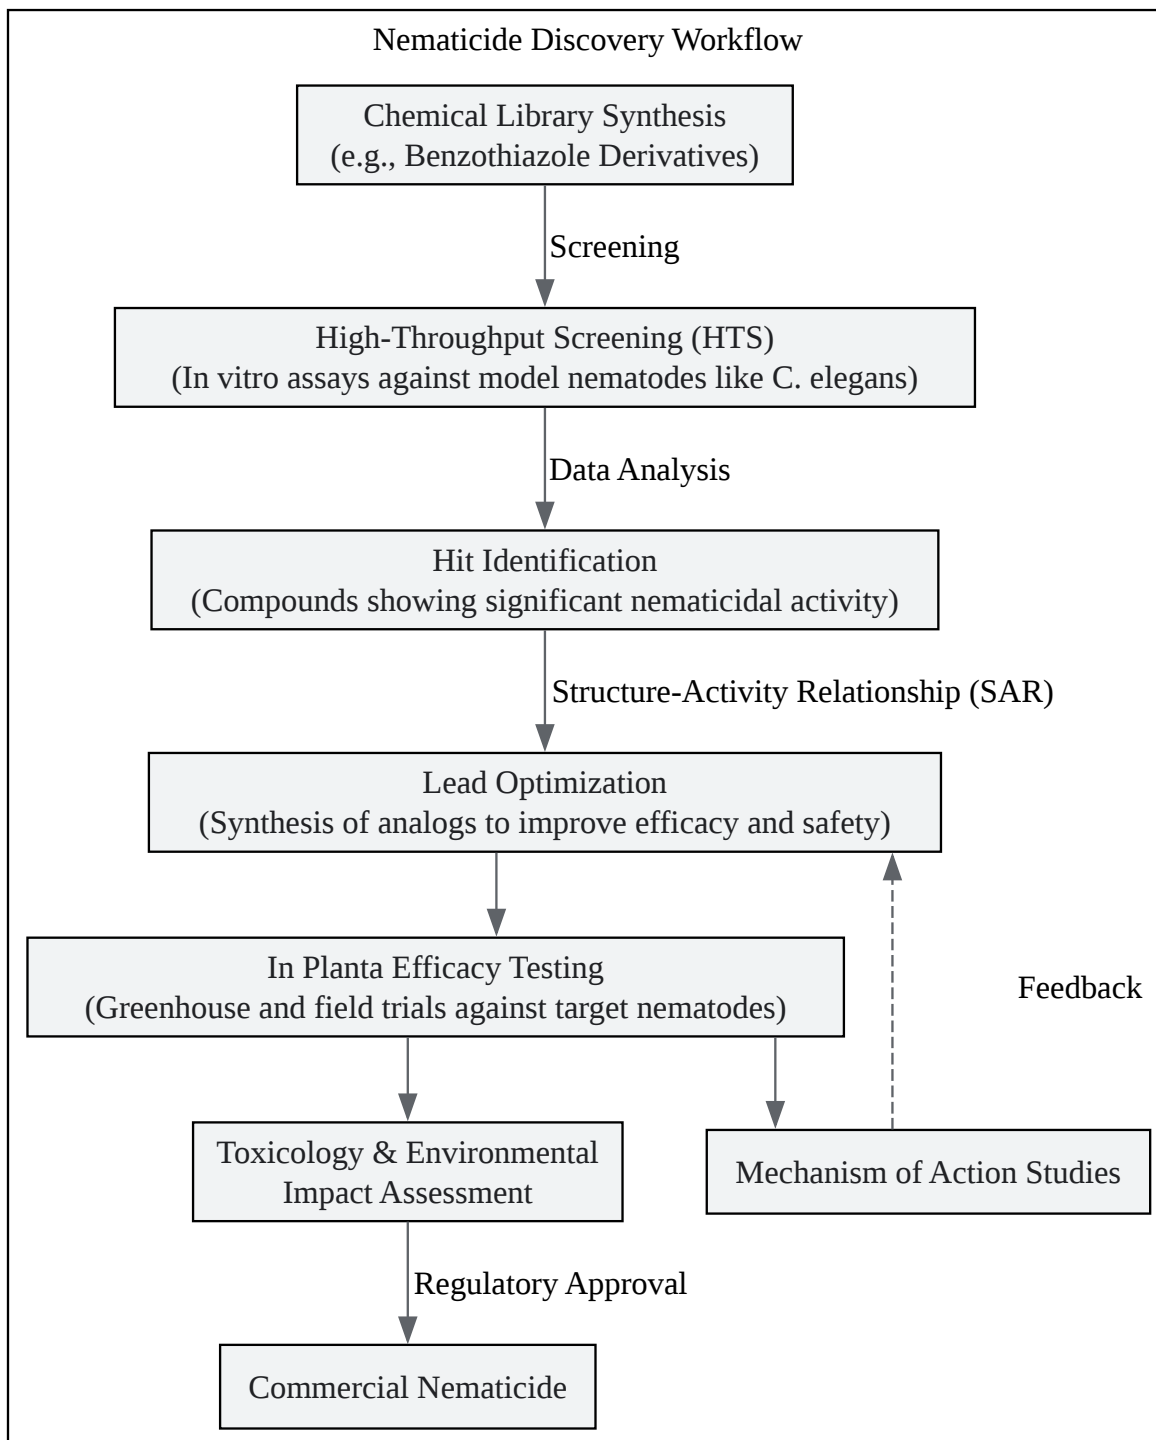 Nematicide Discovery Workflow
Chemical Library Synthesis
(e.g., Benzothiazole Derivatives)
Screening
High-Throughput Screening (HTS)
(In vitro assays against model nematodes like C. elegans)
Data Analysis
Hit Identification
(Compounds showing significant nematicidal activity)
Structure-Activity Relationship (SAR)
Lead Optimization
(Synthesis of analogs to improve efficacy and safety)
In Planta Efficacy Testing
(Greenhouse and field trials against target nematodes)
Feedback
Toxicology & Environmental
Impact Assessment
Mechanism of Action Studies
Regulatory Approval
Commercial Nematicide